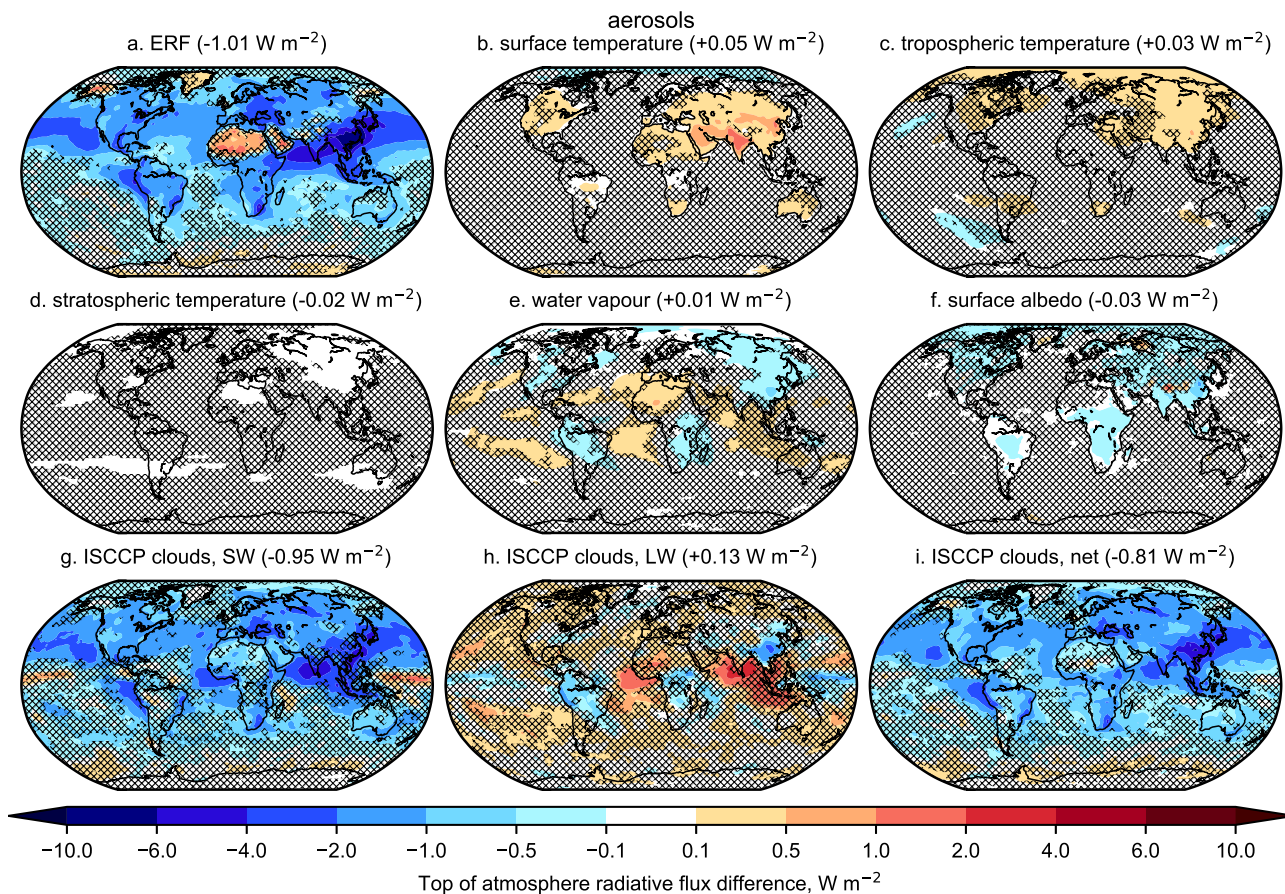 aerosols
a. ERF (-1.01 W m⁻²)
b. surface temperature (+0.05 W m⁻²)
c. tropospheric temperature (+0.03 W m⁻²)
d. stratospheric temperature (-0.02 W m⁻²)
e. water vapour (+0.01 W m⁻²)
f. surface albedo (-0.03 W m⁻²)
g. ISCCP clouds, SW (-0.95 W m⁻²)
h. ISCCP clouds, LW (+0.13 W m⁻²)
i. ISCCP clouds, net (-0.81 W m⁻²)
−10.0 −6.0 −4.0 −2.0 −1.0 −0.5 −0.1 0.1 0.5 1.0 2.0 4.0 6.0 10.0
Top of atmosphere radiative flux difference, W m⁻²